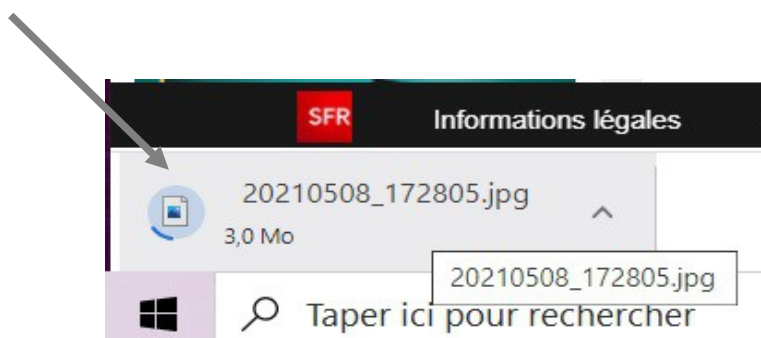 SFR Informations légales
20210508_172805.jpg
3,0 Mo
20210508_172805.jpg
Taper ici pour rechercher